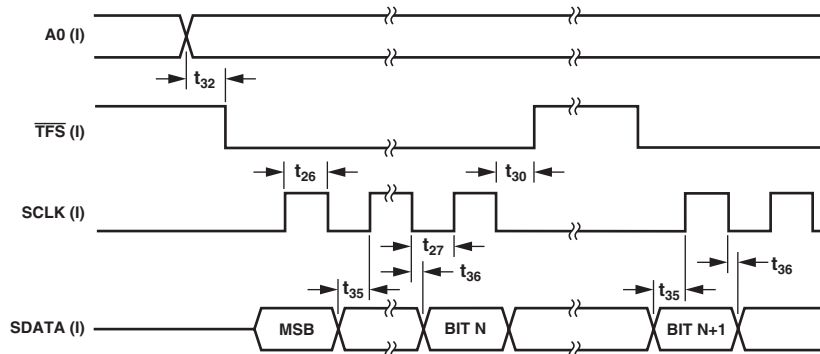 A0 (I)
t32
TFS (I)
t26
t30
SCLK (I)
t27
t36
t36
t35
t35
SDATA (I)
MSB
BIT N
BIT N+1